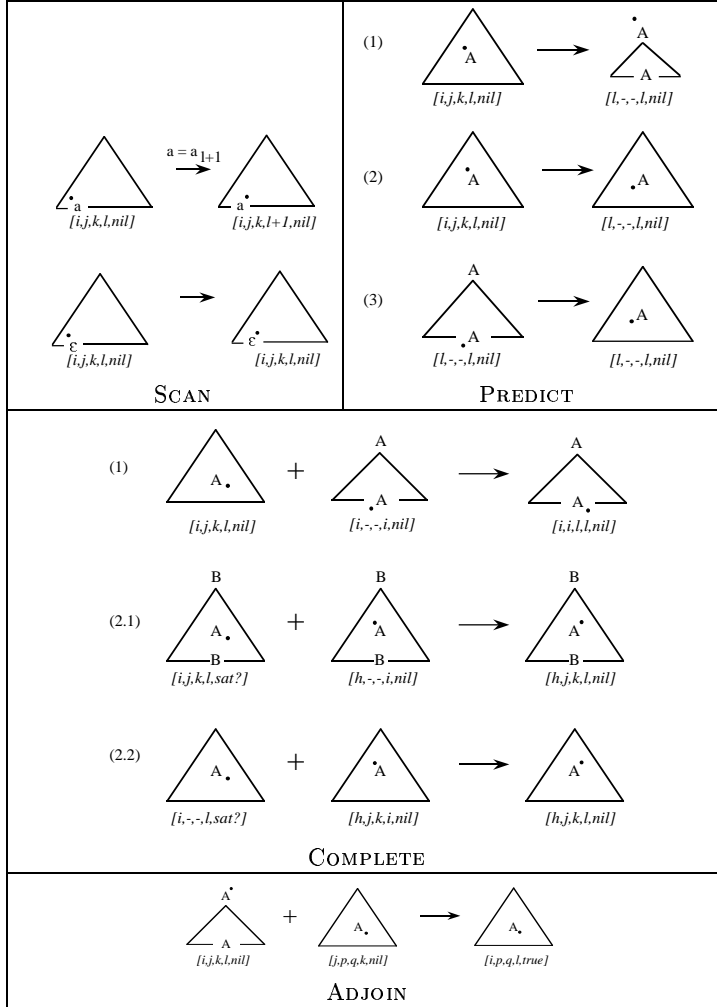 a = a l+1
a
[i,j,k,l,nil]
a
[i,j,k,l+1,nil]
ε
[i,j,k,l,nil]
ε
[i,j,k,l,nil]
SCAN
(1)
A
[i,j,k,l,nil]
A
A
[l,-,-,l,nil]
(2)
A
[i,j,k,l,nil]
A
[l,-,-,l,nil]
(3)
A
A
[l,-,-,l,nil]
A
[l,-,-,l,nil]
PREDICT
(1)
A
[i,j,k,l,nil]
+
A
A
[i,-,-,i,nil]
A
A
[i,i,l,l,nil]
(2.1)
B
A
B
[i,j,k,l,sat?]
+
B
A
B
[h,-,-,i,nil]
B
A
B
[h,j,k,l,nil]
(2.2)
A
[i,-,-,l,sat?]
+
A
[h,j,k,i,nil]
A
[h,j,k,l,nil]
COMPLETE
A
A
[i,j,k,l,nil]
+
A
[j,p,q,k,nil]
A
[i,p,q,l,true]
ADJOIN